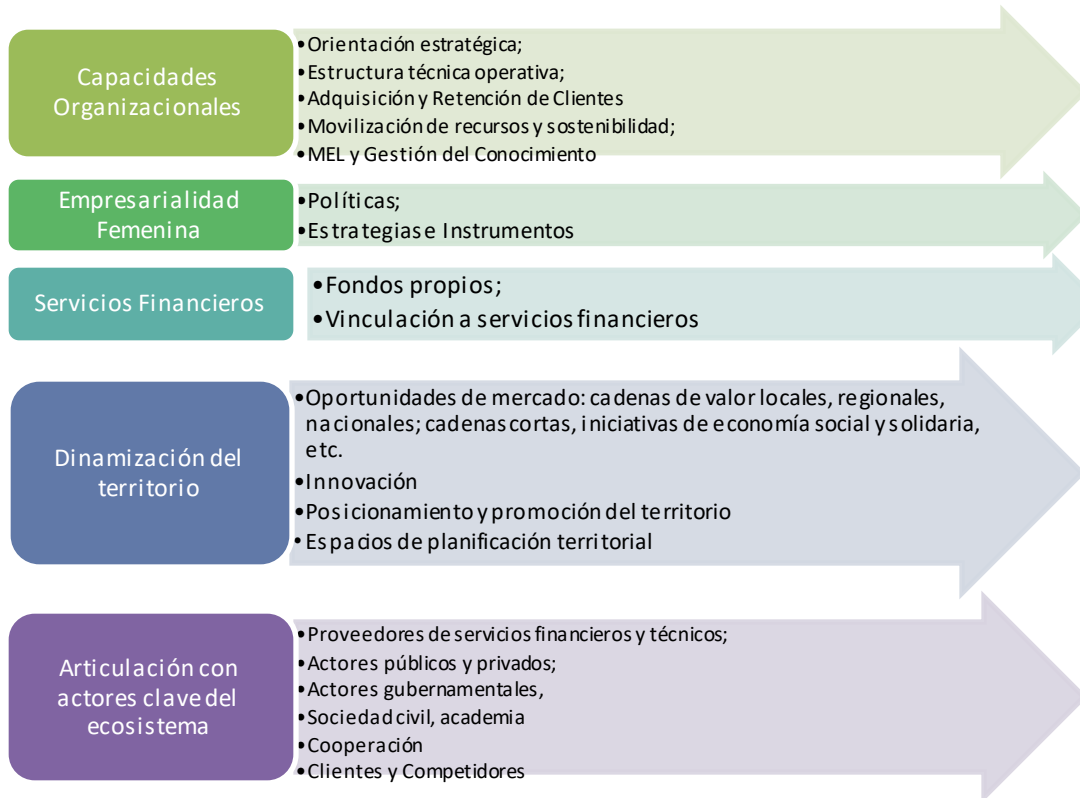 Capacidades
Organizacionales
•Orientación estratégica;
•Estructura técnica operativa;
•Adquisición y Retención de Clientes
•Movilización de recursos y sostenibilidad;
•MEL y Gestión del Conocimiento
Empresarialidad
Femenina
•Políticas;
•Estrategias e Instrumentos
Servicios Financieros
•Fondos propios;
•Vinculación a servicios financieros
Dinamización del
territorio
•Oportunidades de mercado: cadenas de valor locales, regionales,
nacionales; cadenas cortas, iniciativas de economía social y solidaria,
etc.
•Innovación
•Posicionamiento y promoción del territorio
•Espacios de planificación territorial
Articulación con
actores clave del
ecosistema
•Proveedores de servicios financieros y técnicos;
•Actores públicos y privados;
•Actores gubernamentales,
•Sociedad civil, academia
•Cooperación
•Clientes y Competidores